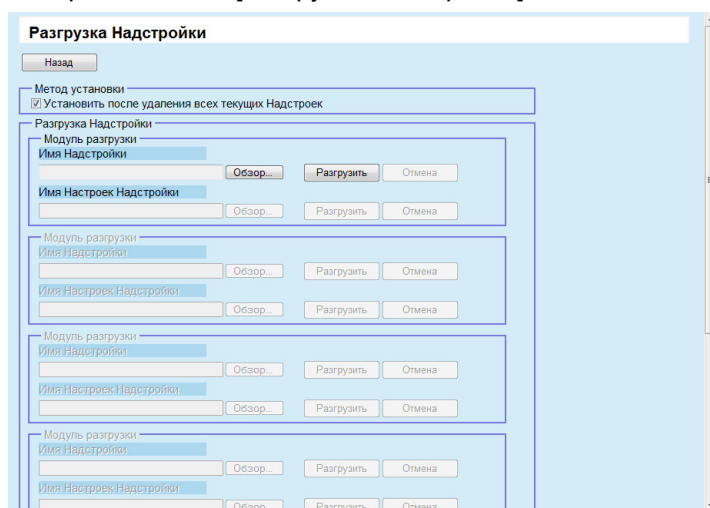 Разгрузка Надстройки
Назад
Метод установки
Установить после удаления всех текущих Надстроек
Разгрузка Надстройки
Модуль разгрузки
Имя Надстройки
Обзор... Разгрузить Отмена
Имя Настроек Надстройки
Обзор... Разгрузить Отмена
Модуль разгрузки
Имя Надстройки
Обзор... Разгрузить Отмена
Имя Настроек Надстройки
Обзор... Разгрузить Отмена
Модуль разгрузки
Имя Надстройки
Обзор... Разгрузить Отмена
Имя Настроек Надстройки
Обзор... Разгрузить Отмена
Модуль разгрузки
Имя Надстройки
Обзор... Разгрузить Отмена
Имя Настроек Надстройки
Обзор... Разгрузить Отмена